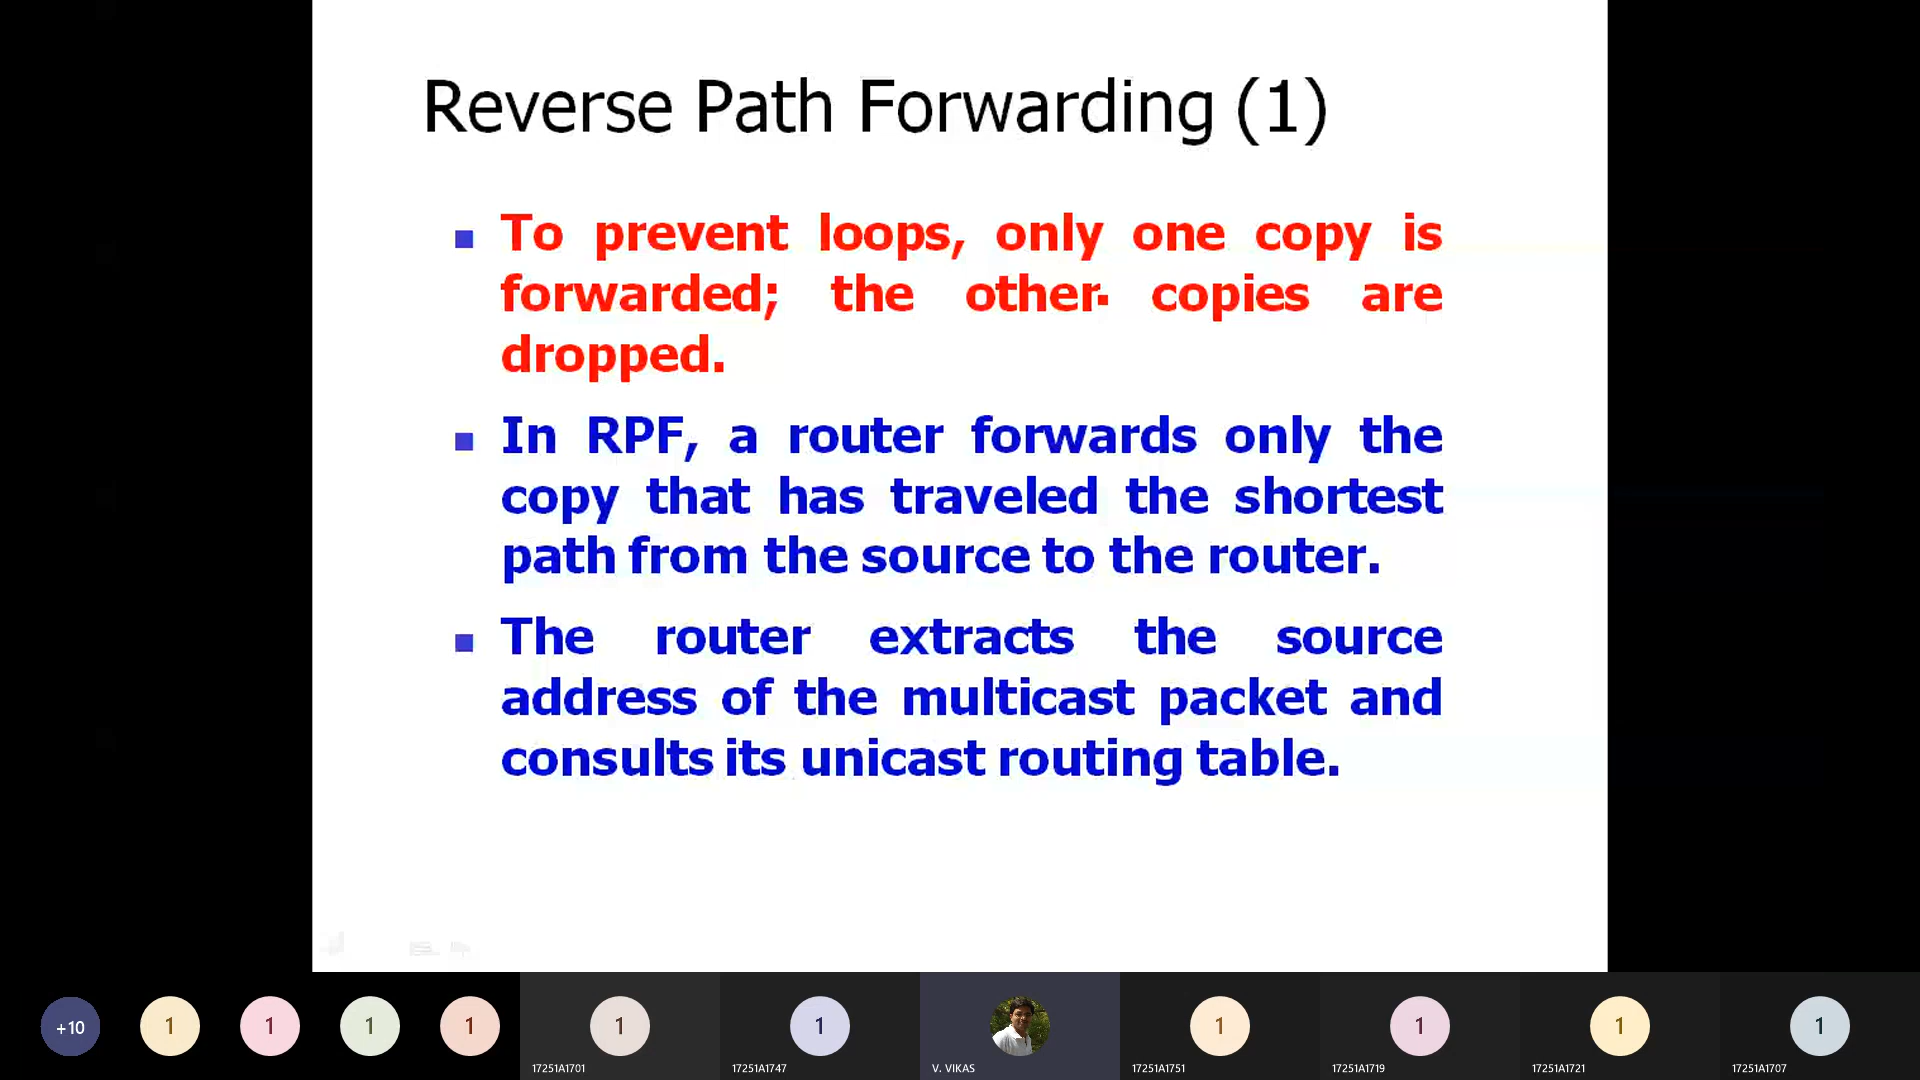 Reverse Path Forwarding (1)
To prevent loops, only one copy is
forwarded; the other copies are
dropped.
In RPF, a router forwards only the
copy that has traveled the shortest
path from the source to the router.
The router extracts the source
address of the multicast packet and
consults its unicast routing table.
+10 1 1 1 1 1 1 1 1 1 1
17251A1701 17251A1747 V. VIKAS 17251A1751 17251A1719 17251A1721 17251A1707